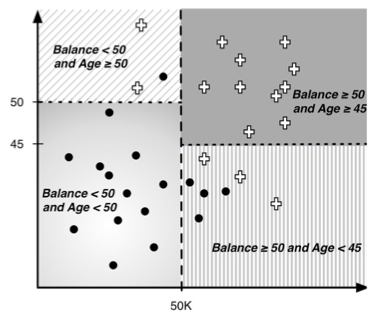 Balance < 50
and Age ≥ 50
Balance ≥ 50
and Age ≥ 45
50
45
Balance < 50
and Age < 50
Balance ≥ 50 and Age < 45
50K